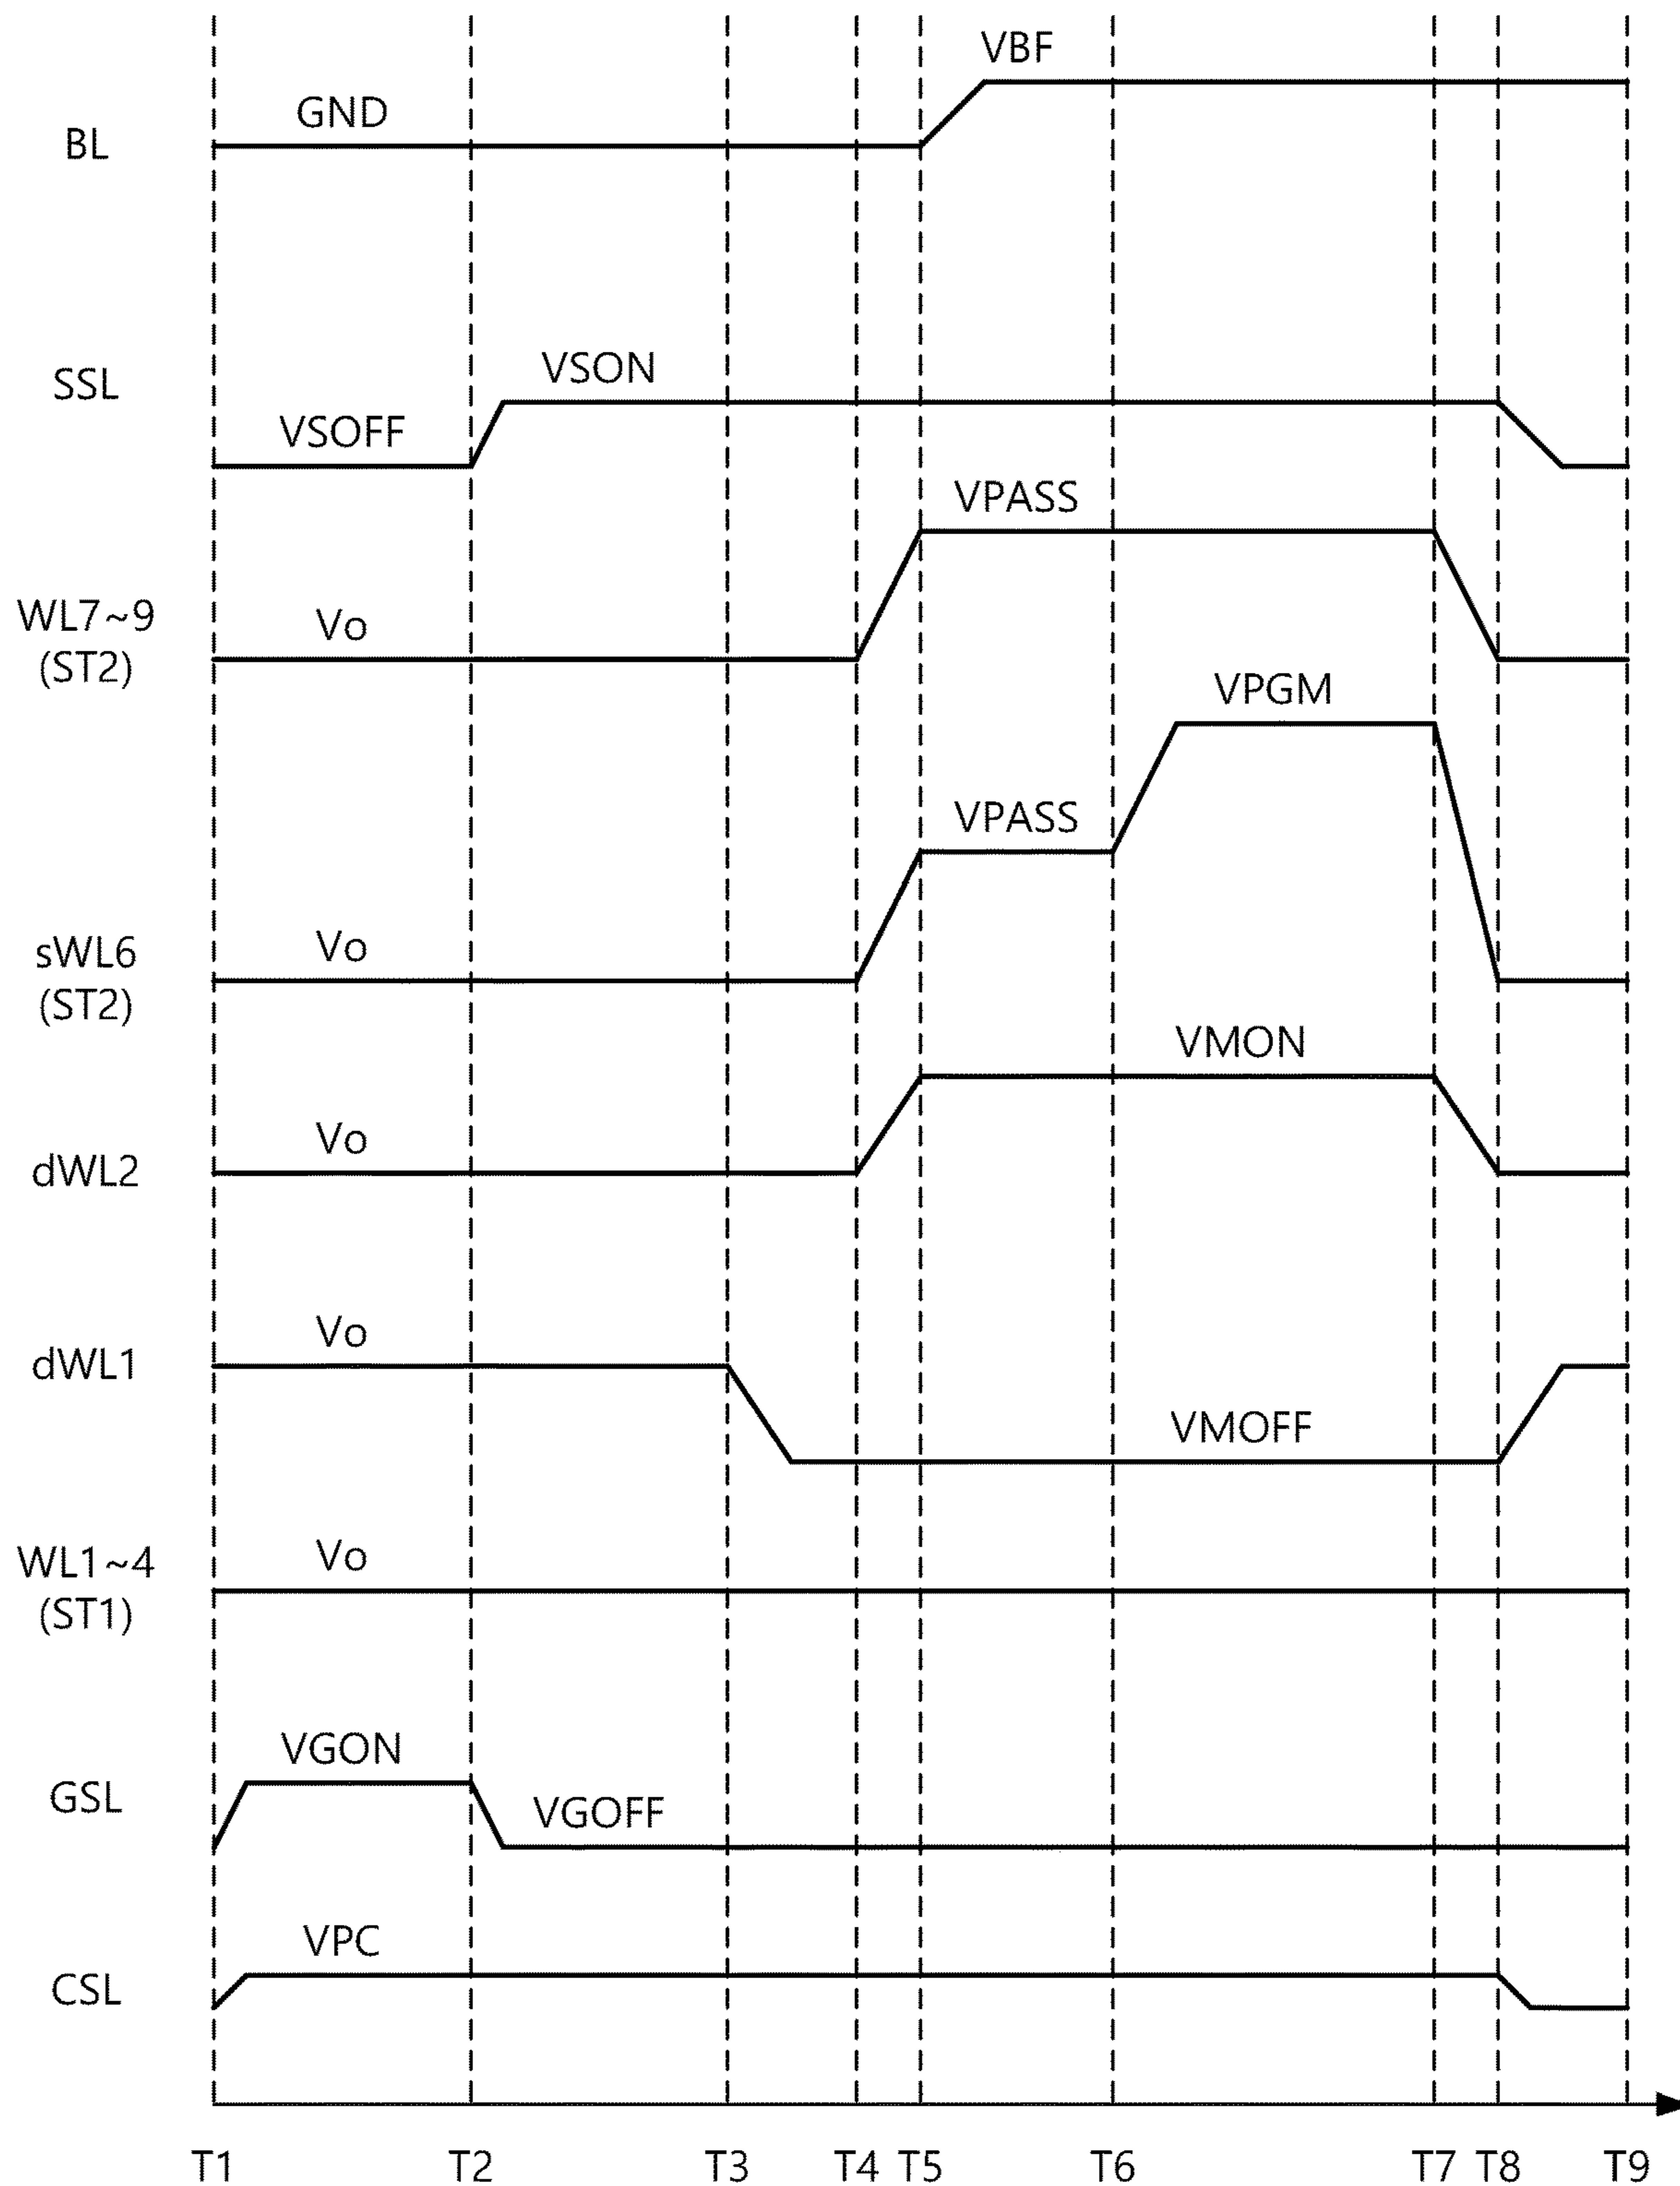 VBF
GND
BL
VSON
SSL
VSOFF
VPASS
WL7~9
(ST2)
Vo
VPGM
VPASS
sWL6
(ST2)
Vo
VMON
Vo
dWL2
Vo
dWL1
VMOFF
WL1~4
(ST1)
Vo
VGON
GSL
VGOFF
VPC
CSL
T1 T2 T3 T4 T5 T6 T7 T8 T9